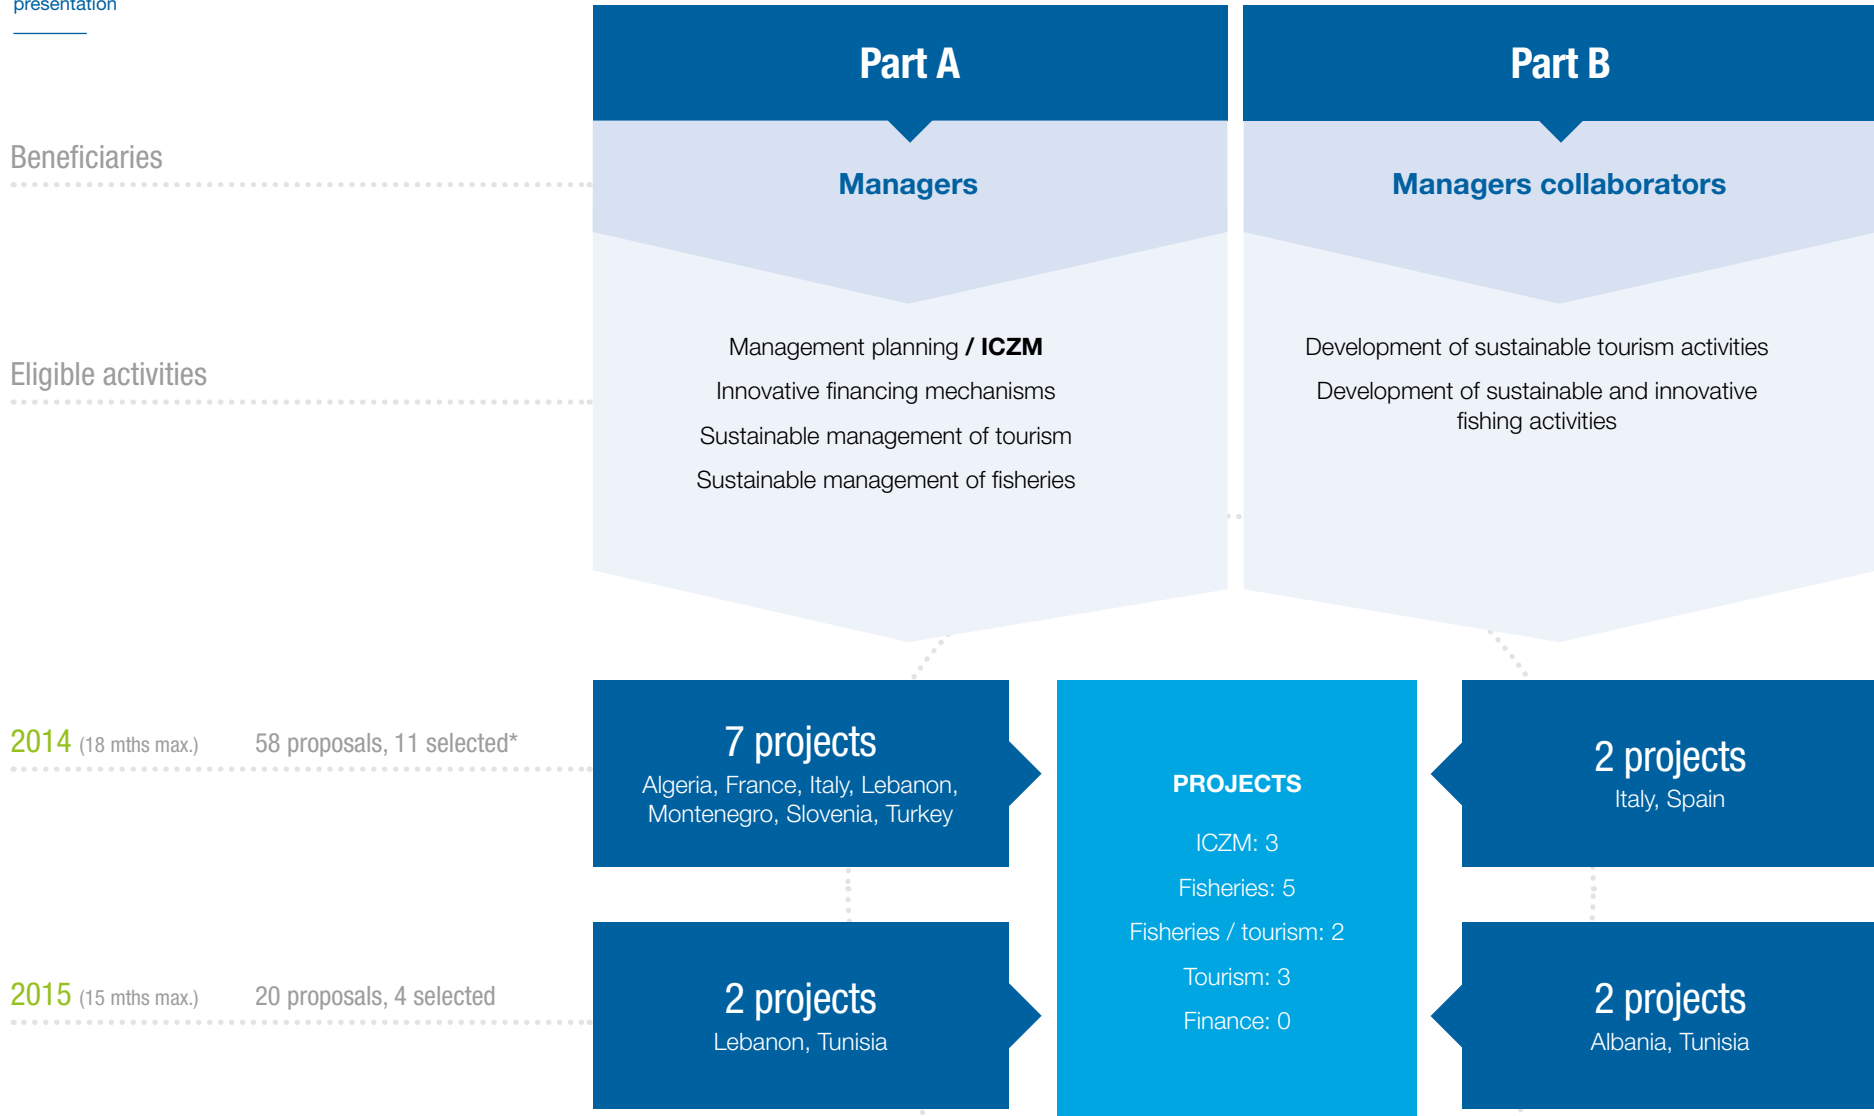 presentation
Part A
Part B
Beneficiaries
Managers
Managers collaborators
Eligible activities
Management planning / ICZM
Innovative financing mechanisms
Sustainable management of tourism
Sustainable management of fisheries
Development of sustainable tourism activities
Development of sustainable and innovative
fishing activities
2014 (18 mths max.) 58 proposals, 11 selected*
7 projects
Algeria, France, Italy, Lebanon,
Montenegro, Slovenia, Turkey
PROJECTS
ICZM: 3
Fisheries: 5
Fisheries / tourism: 2
Tourism: 3
Finance: 0
2 projects
Italy, Spain
2015 (15 mths max.) 20 proposals, 4 selected
2 projects
Lebanon, Tunisia
2 projects
Albania, Tunisia